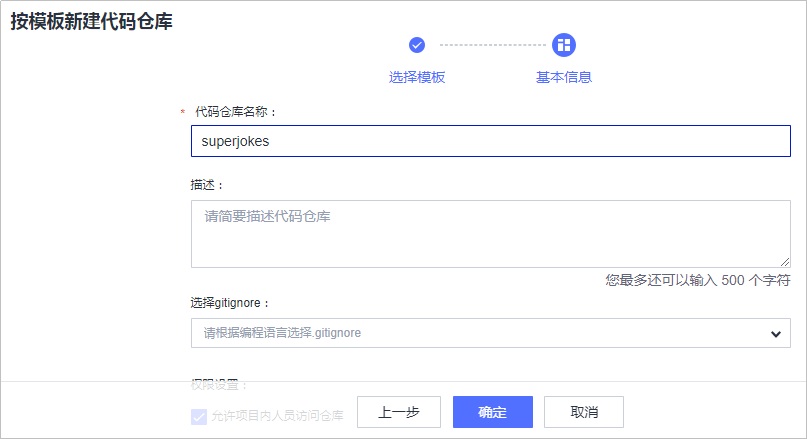 按模板新建代码仓库
选择模板
基本信息
* 代码仓库名称：
superjokes
描述：
请简要描述代码仓库
您最多还可以输入 500 个字符
选择gitignore：
请根据编程语言选择.gitignore
权限设置：
允许项目内人员访问仓库
上一步
确定
取消